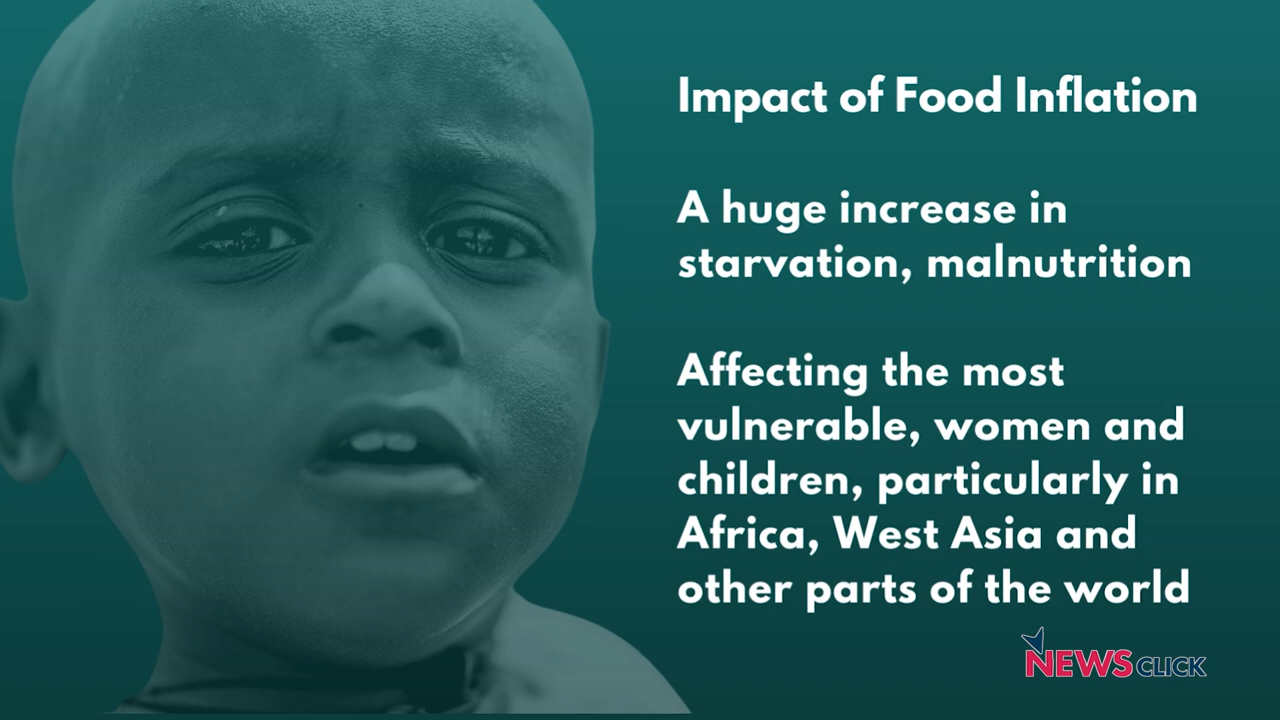 Impact of Food Inflation
A huge increase in
starvation, malnutrition
Affecting the most
vulnerable, women and
children, particularly in
Africa, West Asia and
other parts of the world
NEWSCLICK